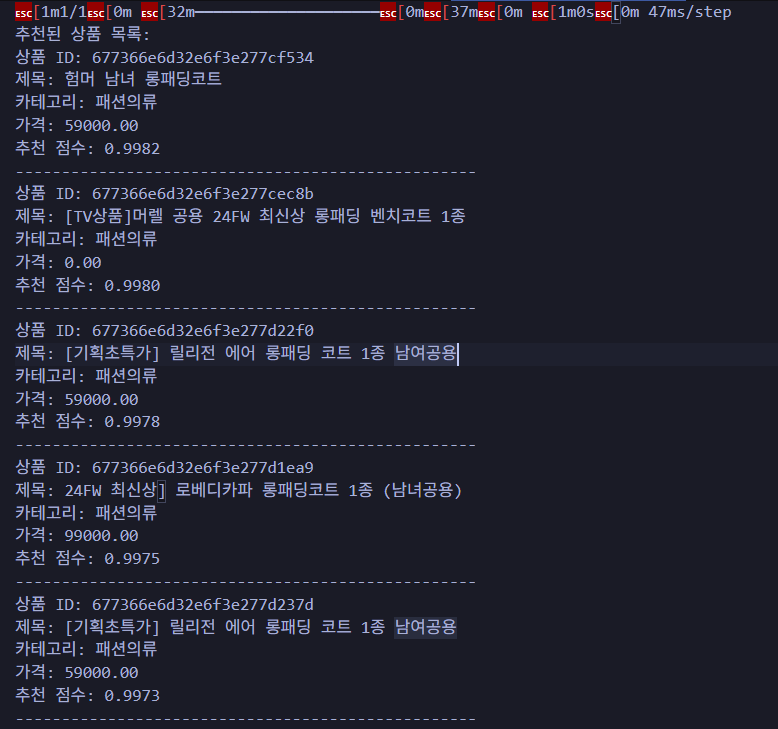 ESC[1m1/1ESC[0m ESC[32m━━━━━━━━━━━━━━━━━━━━ESC[0mESC[37mESC[0m ESC[1m0sESC[0m 47ms/step
추천된 상품 목록:
상품 ID: 677366e6d32e6f3e277cf534
제목: 험머 남녀 롱패딩코트
카테고리: 패션의류
가격: 59000.00
추천 점수: 0.9982
--------------------------------------------------
상품 ID: 677366e6d32e6f3e277cec8b
제목: [TV상품]머렐 공용 24FW 최신상 롱패딩 벤치코트 1종
카테고리: 패션의류
가격: 0.00
추천 점수: 0.9980
--------------------------------------------------
상품 ID: 677366e6d32e6f3e277d22f0
제목: [기획초특가] 릴리전 에어 롱패딩 코트 1종 남여공용
카테고리: 패션의류
가격: 59000.00
추천 점수: 0.9978
--------------------------------------------------
상품 ID: 677366e6d32e6f3e277d1ea9
제목: 24FW 최신상] 로베디카파 롱패딩코트 1종 (남녀공용)
카테고리: 패션의류
가격: 99000.00
추천 점수: 0.9975
--------------------------------------------------
상품 ID: 677366e6d32e6f3e277d237d
제목: [기획초특가] 릴리전 에어 롱패딩 코트 1종 남여공용
카테고리: 패션의류
가격: 59000.00
추천 점수: 0.9973
--------------------------------------------------